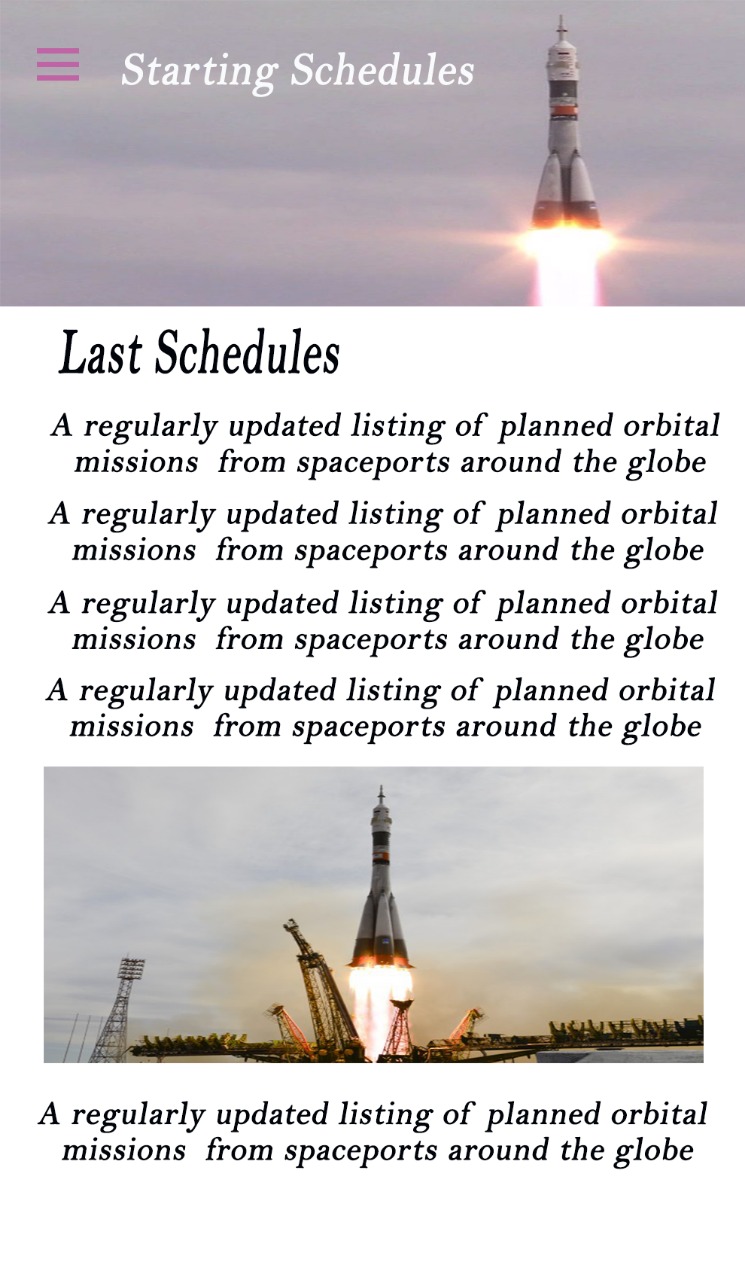 Starting Schedules
Last Schedules
A regularly updated listing of planned orbital
missions from spaceports around the globe
A regularly updated listing of planned orbital
missions from spaceports around the globe
A regularly updated listing of planned orbital
missions from spaceports around the globe
A regularly updated listing of planned orbital
missions from spaceports around the globe
A regularly updated listing of planned orbital
missions from spaceports around the globe